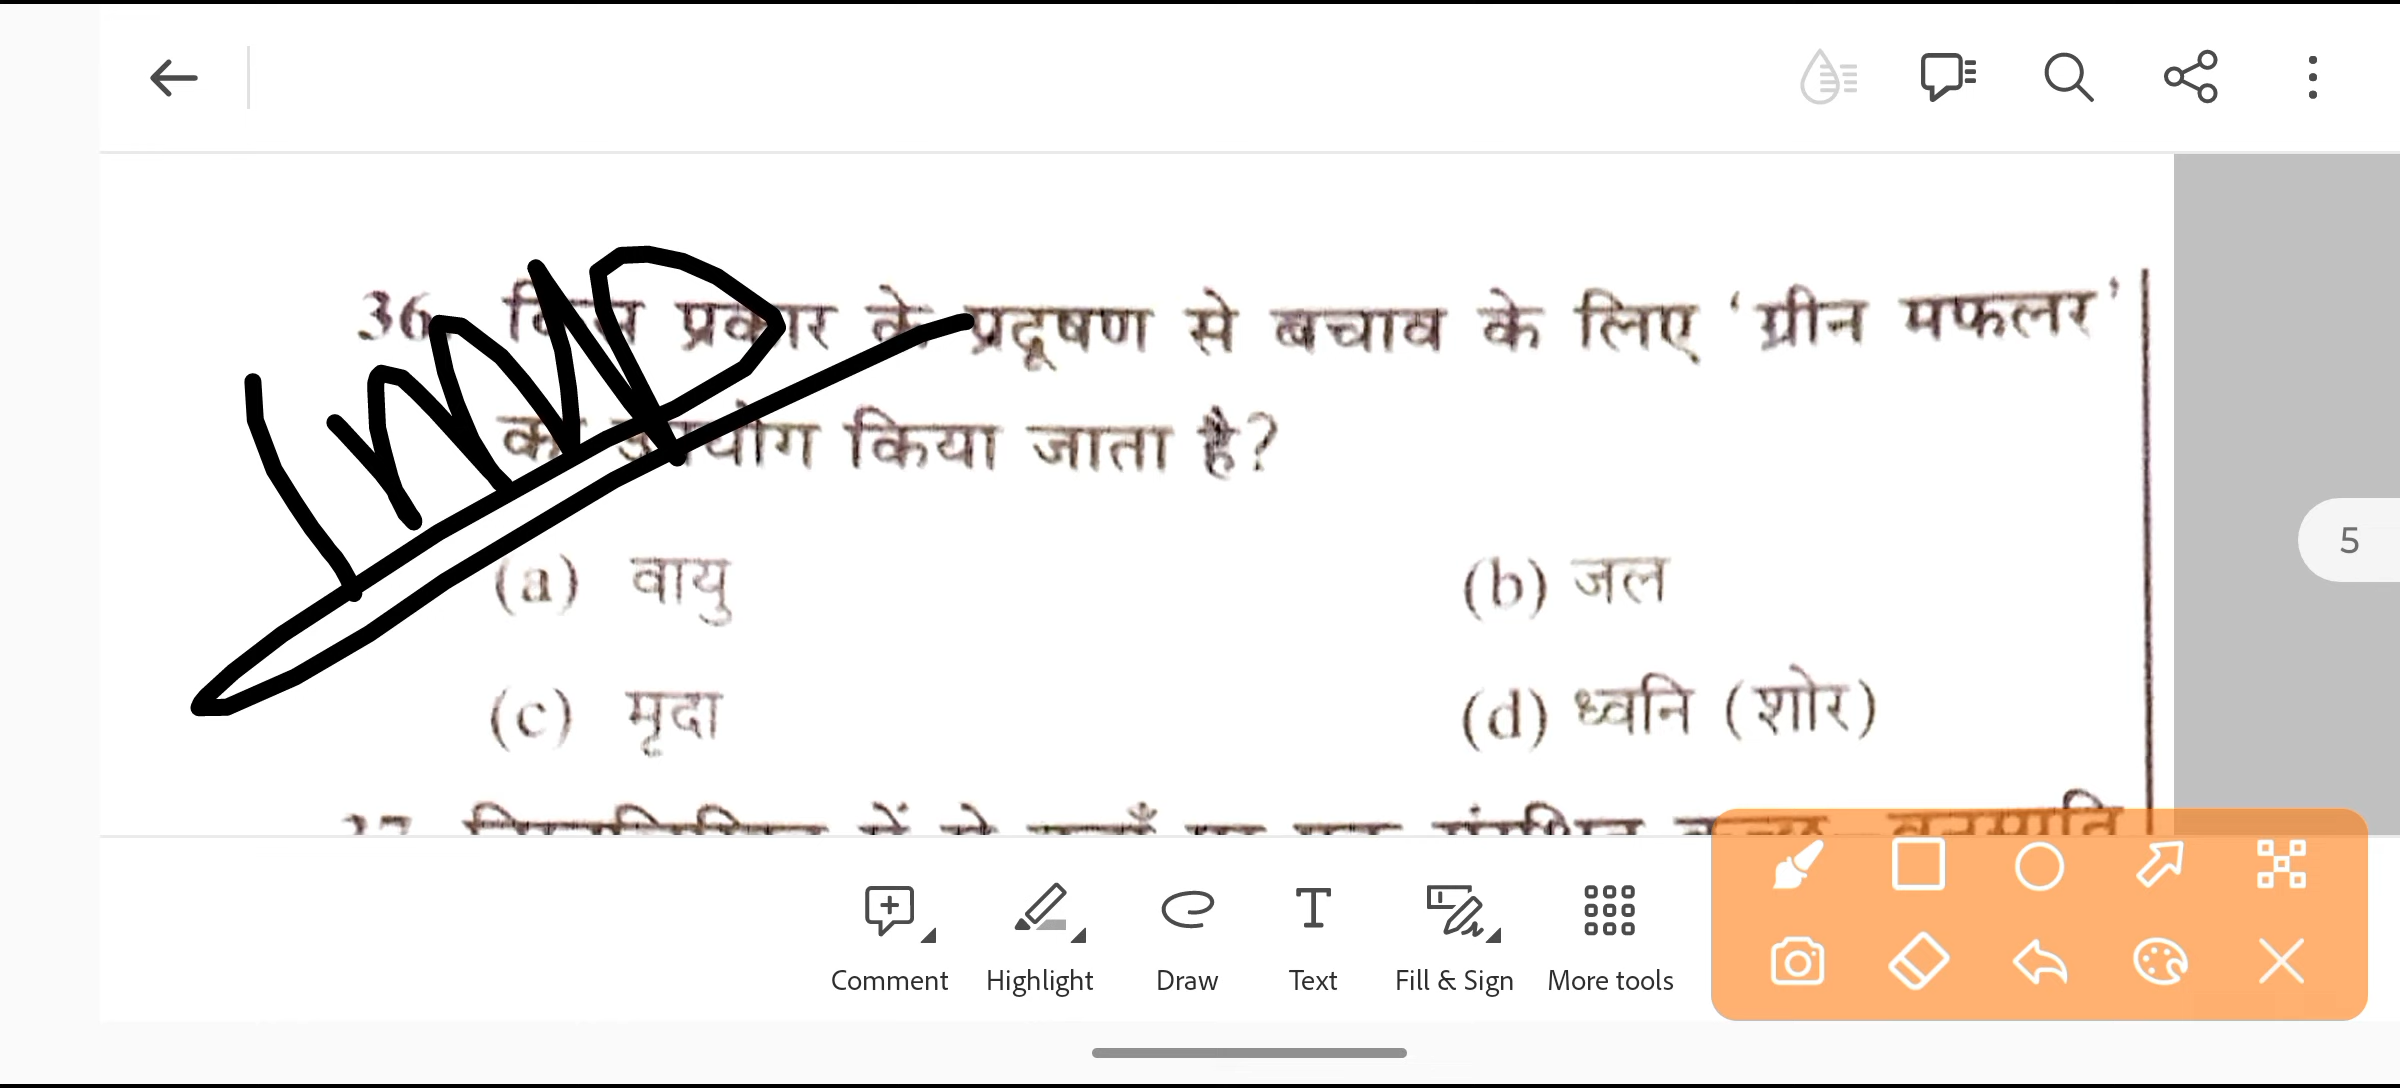 36. किस प्रकार के प्रदूषण से बचाव के लिए ‘ग्रीन मफलर’
का उपयोग किया जाता है?
(a) वायु
(b) जल
(c) मृदा
(d) ध्वनि (शोर)
IMP
5
Comment
Highlight
Draw
Text
Fill & Sign
More tools